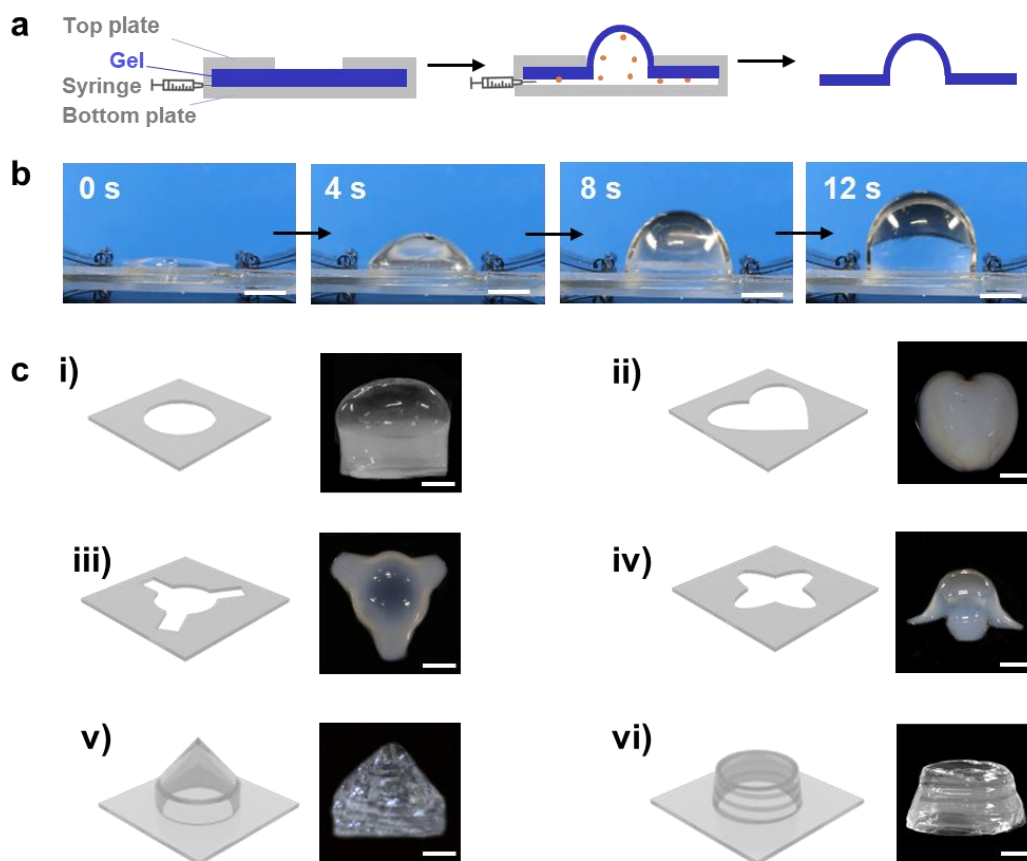 a
Top plate
Gel
Syringe
Bottom plate
b
0 s
4 s
8 s
12 s
c
i)
ii)
iii)
iv)
v)
vi)